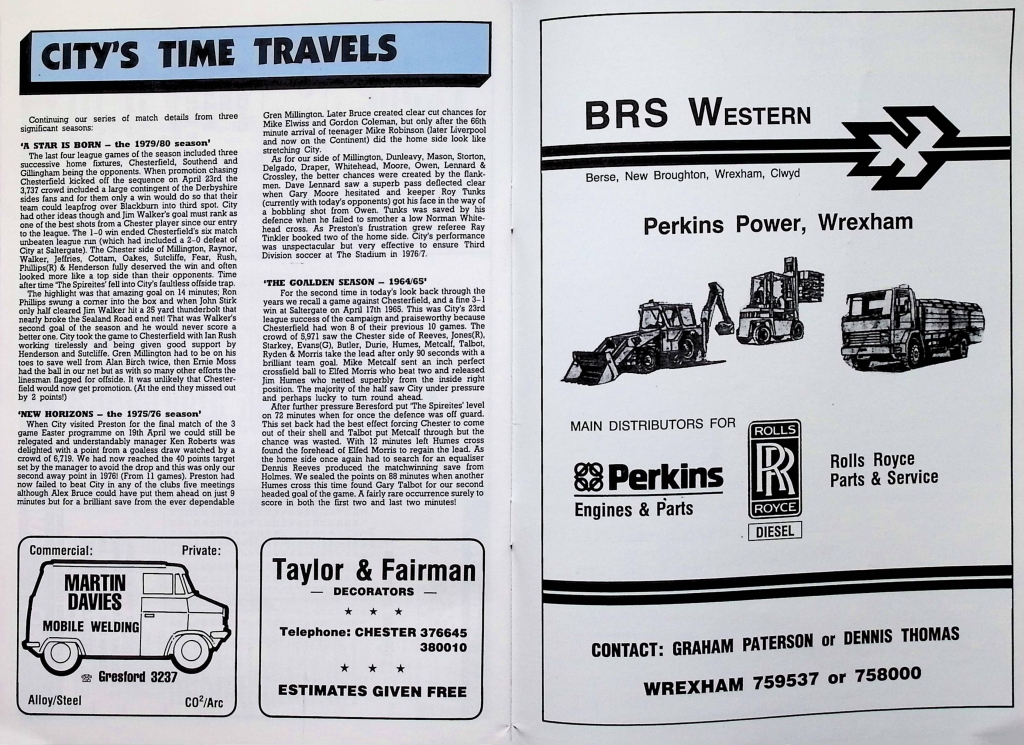 CITY'S TIME TRAVELS
Continuing our series of match details from three
significant seasons:
'A STAR IS BORN – the 1979/80 season'
The last four league games of the season included three
successive home fixtures, Chesterfield, Southend and
Gillingham being the opponents. When promotion chasing
Chesterfield kicked off the sequence on April 23rd the
3,737 crowd included a large contingent of the Derbyshire
sides fans and for them only a win would do so that their
team could leapfrog over Blackburn into third spot. City
had other ideas though and Jim Walker's goal must rank as
one of the best shots from a Chester player since our entry
to the league. The 1–0 win ended Chesterfield's six match
unbeaten league run (which had included a 2–0 defeat of
City at Saltergate). The Chester side of Millington, Raynor,
Walker, Jeffries, Cottam, Oakes, Sutcliffe, Fear, Rush,
Phillips(R) & Henderson fully deserved the win and often
looked more like a top side than their opponents. Time
after time 'The Spireites' fell into City's faultless offside trap.
The highlight was that amazing goal on 14 minutes; Ron
Phillips swung a corner into the box and when John Stirk
only half cleared Jim Walker hit a 25 yard thunderbolt that
nearly broke the Sealand Road end net! That was Walker's
second goal of the season and he would never score a
better one. City took the game to Chesterfield with Ian Rush
working tirelessly and being given good support by
Henderson and Sutcliffe. Gren Millington had to be on his
toes to save well from Alan Birch twice, then Ernie Moss
had the ball in our net but as with so many other efforts the
linesman flagged for offside. It was unlikely that Chester-
field would now get promotion. (At the end they missed out
by 2 points!)
'NEW HORIZONS – the 1975/76 season'
When City visited Preston for the final match of the 3
game Easter programme on 19th April we could still be
relegated and understandably manager Ken Roberts was
delighted with a point from a goaless draw watched by a
crowd of 6,719. We had now reached the 40 points target
set by the manager to avoid the drop and this was only our
second away point in 1976! (From 11 games). Preston had
now failed to beat City in any of the clubs five meetings
although Alex Bruce could have put them ahead on just 9
minutes but for a brilliant save from the ever dependable
Gren Millington. Later Bruce created clear cut chances for
Mike Elwiss and Gordon Coleman, but only after the 66th
minute arrival of teenager Mike Robinson (later Liverpool
and now on the Continent) did the home side look like
stretching City.
As for our side of Millington, Dunleavy, Mason, Storton,
Delgado, Draper, Whitehead, Moore, Owen, Lennard &
Crossley, the better chances were created by the flank-
men. Dave Lennard saw a superb pass deflected clear
when Gary Moore hesitated and keeper Roy Tunks
(currently with today's opponents) got his face in the way of
a bobbling shot from Owen. Tunks was saved by his
defence when he failed to smother a low Norman White-
head cross. As Preston's frustration grew referee Ray
Tinkler booked two of the home side. City's performance
was unspectacular but very effective to ensure Third
Division soccer at The Stadium in 1976/7.
'THE GOALDEN SEASON – 1964/65'
For the second time in today's look back through the
years we recall a game against Chesterfield, and a fine 3–1
win at Saltergate on April 17th 1965. This was City's 23rd
league success of the campaign and praiseworthy because
Chesterfield had won 8 of their previous 10 games. The
crowd of 5,971 saw the Chester side of Reeves, Jones(R),
Starkey, Evans(G), Butler, Durie, Humes, Metcalf, Talbot,
Ryden & Morris take the lead after only 90 seconds with a
brilliant team goal. Mike Metcalf sent an inch perfect
crossfield ball to Elfed Morris who beat two and released
Jim Humes who netted superbly from the inside right
position. The majority of the half saw City under pressure
and perhaps lucky to turn round ahead.
After further pressure Beresford put 'The Spireites' level
on 72 minutes when for once the defence was off guard.
This set back had the best effort forcing Chester to come
out of their shell and Talbot put Metcalf through but the
chance was wasted. With 12 minutes left Humes cross
found the forehead of Elfed Morris to regain the lead. As
the home side once again had to search for an equaliser
Dennis Reeves produced the matchwinning save from
Holmes. We sealed the points on 88 minutes when another
Humes cross this time found Gary Talbot for our second
headed goal of the game. A fairly rare occurence surely to
score in both the first two and last two minutes!
Commercial: Private:
MARTIN
DAVIES
MOBILE WELDING
☎ Gresford 3237
Alloy/Steel CO²/Arc
Taylor & Fairman
— DECORATORS —
★ ★ ★
Telephone: CHESTER 376645
380010
★ ★ ★
ESTIMATES GIVEN FREE
BRS WESTERN
Berse, New Broughton, Wrexham, Clwyd
Perkins Power, Wrexham
MAIN DISTRIBUTORS FOR
Perkins
Engines & Parts
ROLLS
RR
ROYCE
DIESEL
Rolls Royce
Parts & Service
CONTACT: GRAHAM PATERSON or DENNIS THOMAS
WREXHAM 759537 or 758000